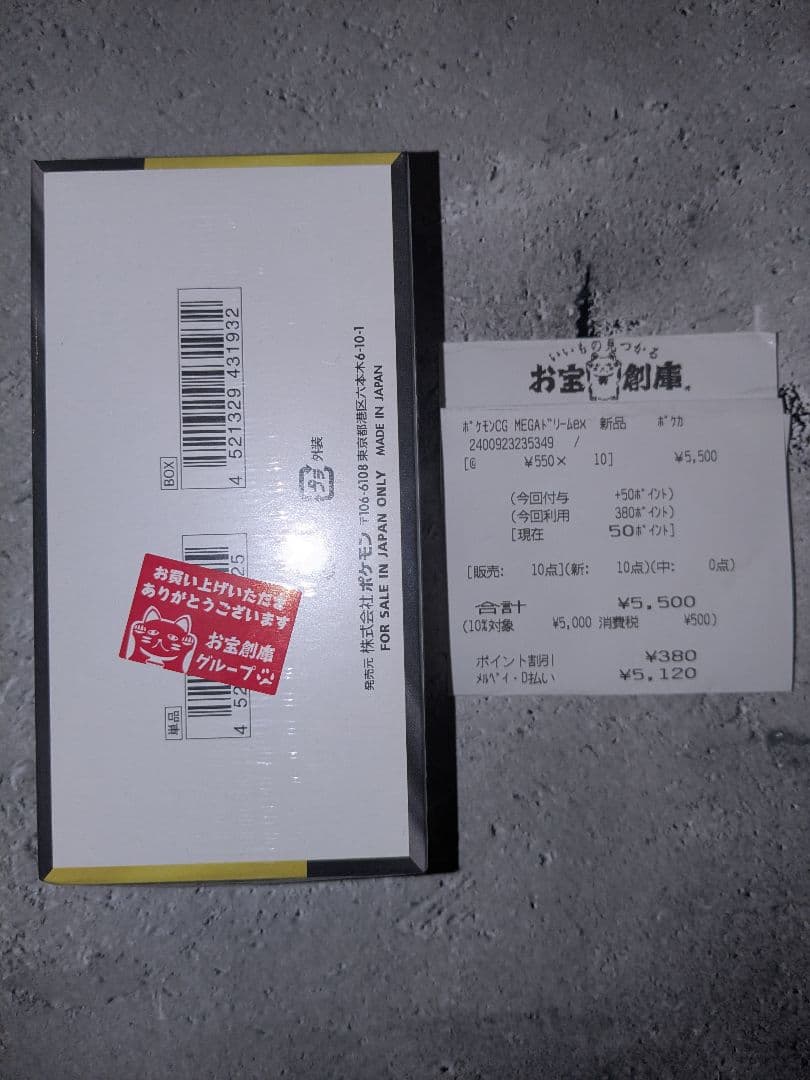 BOX
4 521329 431932
単品
4 52
25
プラ
外装
発売元 株式会社ポケモン 〒106-6108 東京都港区六本木6-10-1
FOR SALE IN JAPAN ONLY MADE IN JAPAN
お買い上げいただき
ありがとうございます
お宝創庫
グループ
いいもの見つかる
お宝創庫
ポケモンCG MEGAドリームex 新品 ポケカ
2400923235349 /
[@ ¥550× 10] ¥5,500
(今回付与 +50ポイント)
(今回利用 380ポイント)
[現在 50ポイント]
[販売: 10点](新: 10点)(中: 0点)
合計 ¥5,500
(10%対象 ¥5,000 消費税 ¥500)
ポイント割引 ¥380
メルペイ・D払い ¥5,120